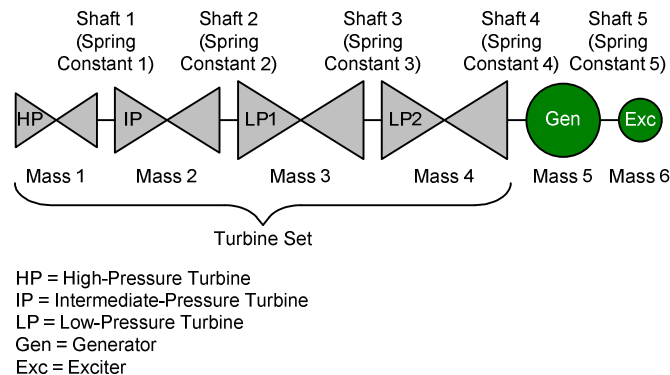 Shaft 1
(Spring
Constant 1)
Shaft 2
(Spring
Constant 2)
Shaft 3
(Spring
Constant 3)
Shaft 4
(Spring
Constant 4)
Shaft 5
(Spring
Constant 5)
HP
IP
LP1
LP2
Gen
Exc
Mass 1
Mass 2
Mass 3
Mass 4
Mass 5
Mass 6
Turbine Set
HP = High-Pressure Turbine
IP = Intermediate-Pressure Turbine
LP = Low-Pressure Turbine
Gen = Generator
Exc = Exciter